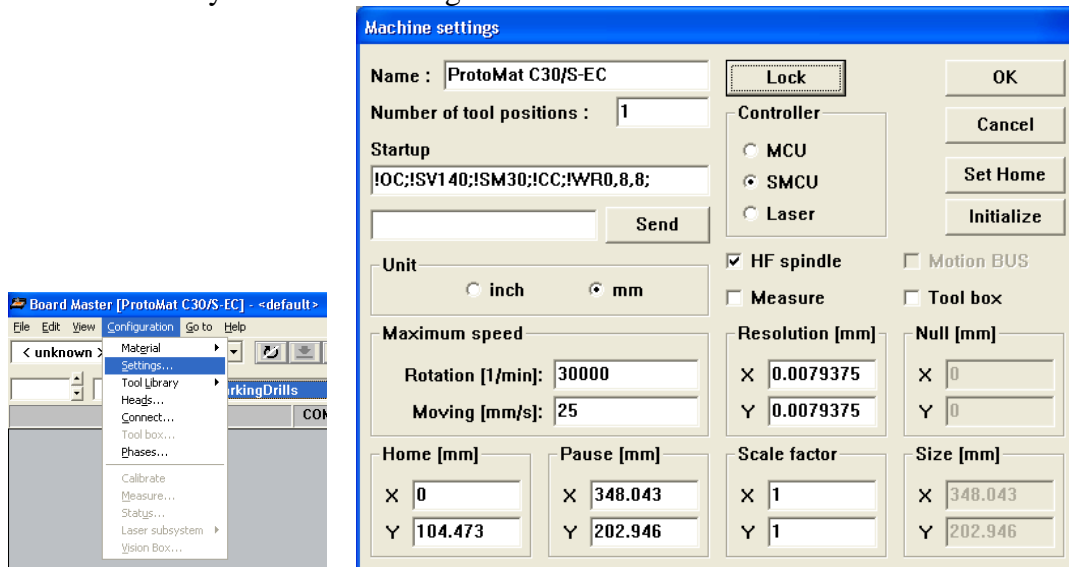 Machine settings
Name : ProtoMat C30/S-EC
Number of tool positions : 1
Startup
!OC;!SV140;!SM30;!CC;!WR0,8,8;
Send
Lock
OK
Controller
Cancel
MCU
SMCU
Set Home
Laser
Initialize
Unit
inch mm
HF spindle Motion BUS
Measure Tool box
Maximum speed
Rotation [1/min]: 30000
Moving [mm/s]: 25
Resolution [mm]
X 0.0079375
Y 0.0079375
Null [mm]
X 0
Y 0
Home [mm]
X 0
Y 104.473
Pause [mm]
X 348.043
Y 202.946
Scale factor
X 1
Y 1
Size [mm]
X 348.043
Y 202.946
Board Master [ProtoMat C30/S-EC] - <default>
File Edit View Configuration Go to Help
< unknown >
Material
Settings...
Tool Library
Heads...
Connect...
Tool box...
Phases...
Calibrate
Measure...
Status...
Laser subsystem
Vision Box...
rkingDrills